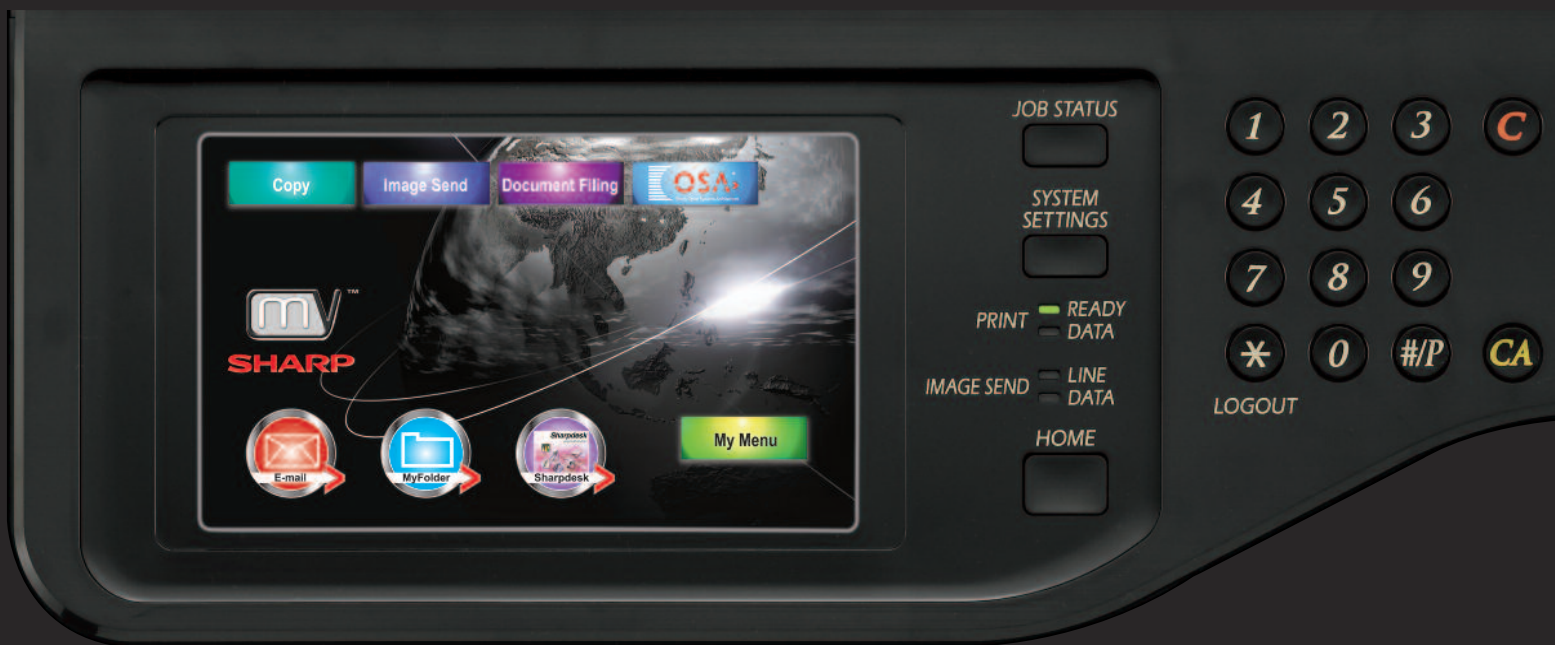 Copy
Image Send
Document Filing
OSA
mv™
SHARP
E-mail
MyFolder
Sharpdesk
Sharpdesk
My Menu
JOB STATUS
SYSTEM
SETTINGS
PRINT
READY
DATA
IMAGE SEND
LINE
DATA
HOME
1 2 3 C
4 5 6
7 8 9
* 0 #/P CA
LOGOUT